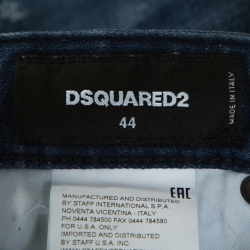 DSQUARED2
44
MADE IN ITALY
EAC
MANUFACTURED AND DISTRIBUTED
BY STAFF INTERNATIONAL S.P.A
NOVENTA VICENTINA - ITALY
PH 0444 784500 FAX 0444 784580
FOR U.S.A. ONLY
IMPORTED AND DISTRIBUTED
BY STAFF U.S.A.